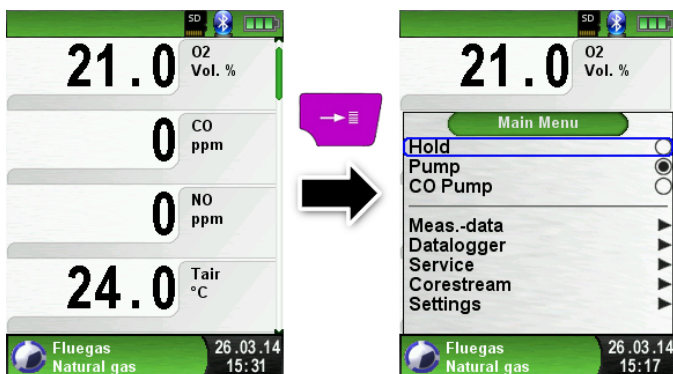 SD
21.0 O2
Vol. %
0 CO
ppm
0 NO
ppm
24.0 Tair
°C
Fluegas 26.03.14
Natural gas 15:31
SD
21.0 O2
Vol. %
Main Menu
Hold
Pump
CO Pump
Meas.-data
Datalogger
Service
Corestream
Settings
Fluegas 26.03.14
Natural gas 15:17